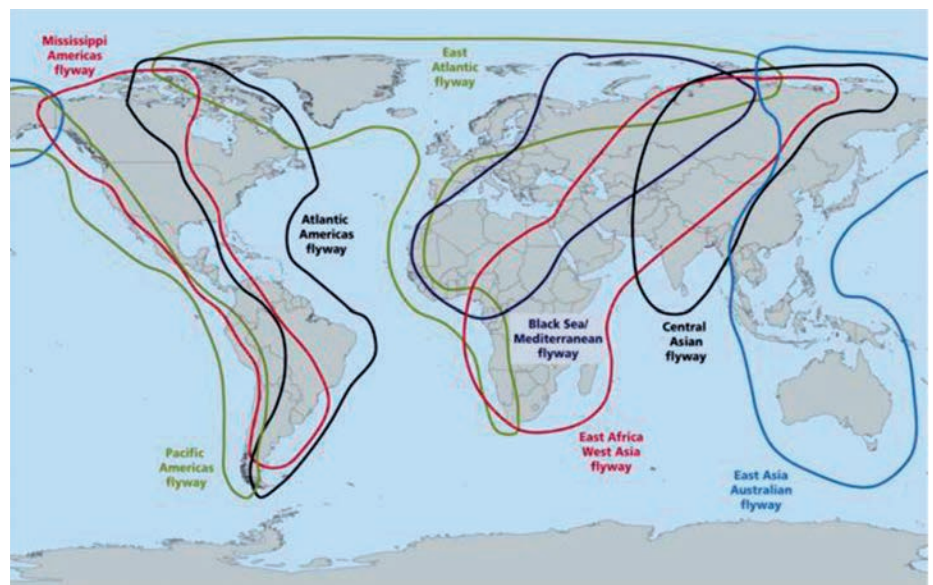 Mississippi
Americas
flyway
East
Atlantic
flyway
Atlantic
Americas
flyway
Black Sea/
Mediterranean
flyway
Central
Asian
flyway
Pacific
Americas
flyway
East Africa
West Asia
flyway
East Asia
Australian
flyway